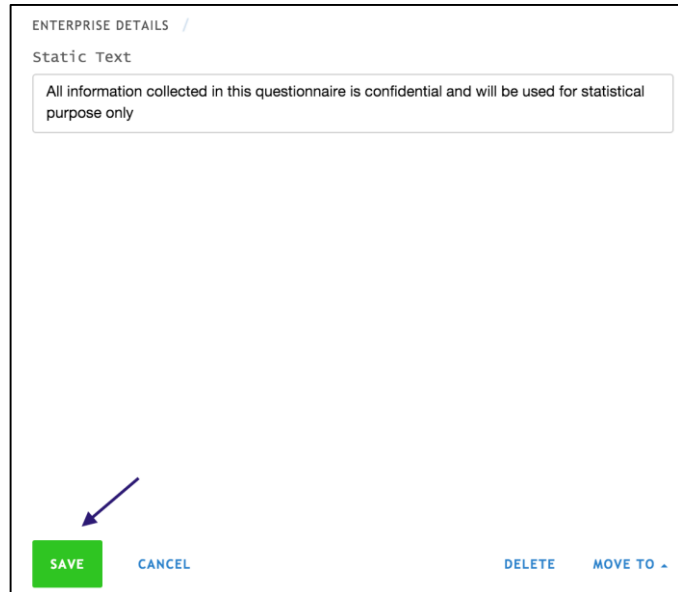 ENTERPRISE DETAILS /
Static Text
All information collected in this questionnaire is confidential and will be used for statistical
purpose only
SAVE CANCEL DELETE MOVE TO